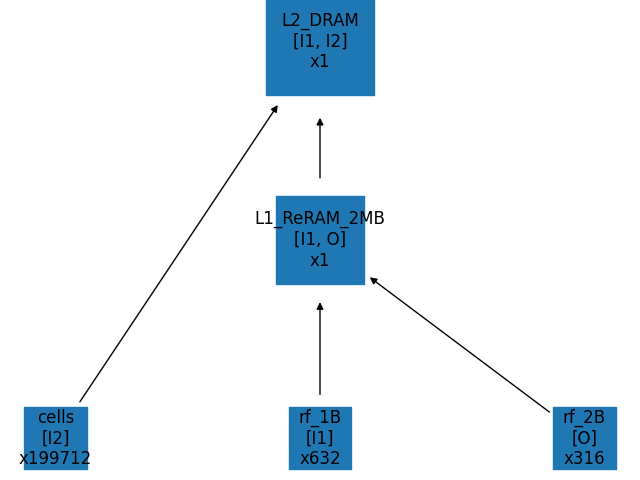 L2_DRAM
[I1, I2]
x1
L1_ReRAM_2MB
[I1, O]
x1
cells
[I2]
x199712
rf_1B
[I1]
x632
rf_2B
[O]
x316